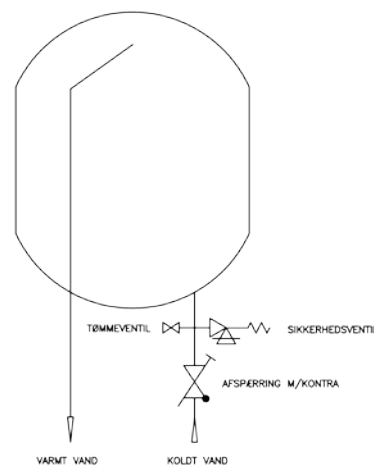 TØMMEVENTIL
SIKKERHEDSVENTI
AFSPÆRRING M/KONTRA
VARMT VAND
KOLDT VAND